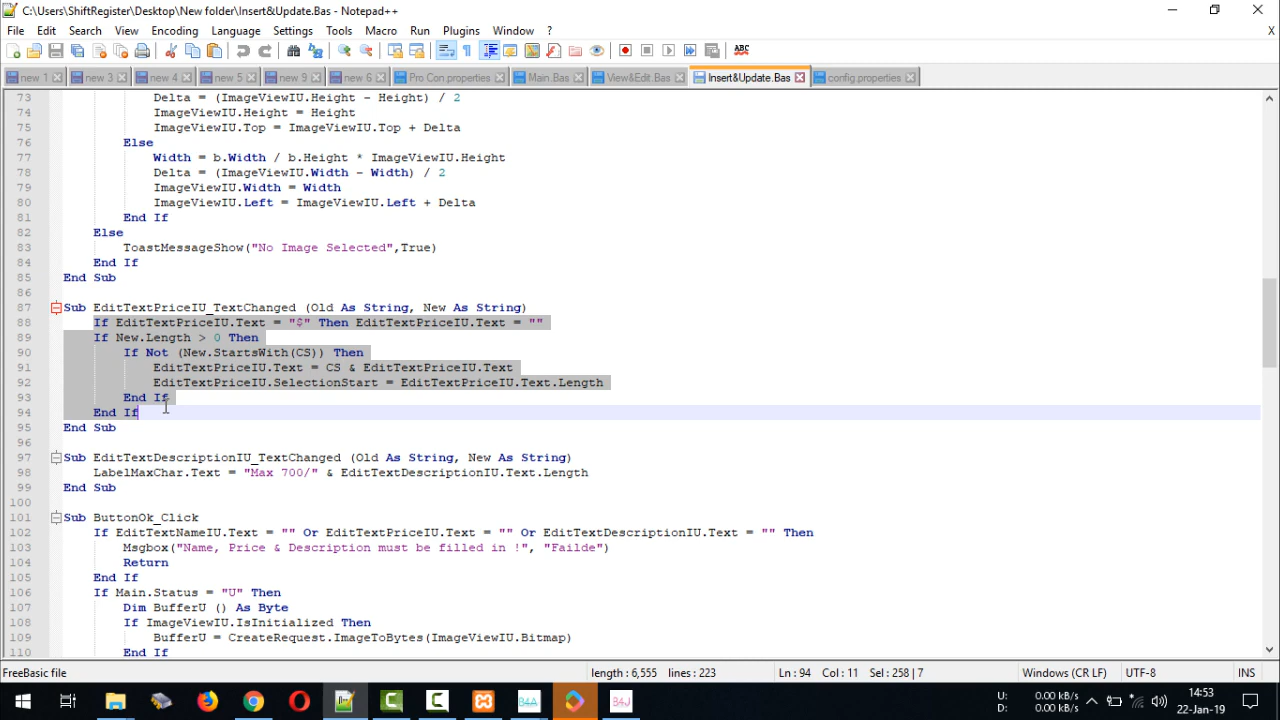 C:\Users\ShiftRegister\Desktop\New folder\Insert&Update.Bas - Notepad++
File Edit Search View Encoding Language Settings Tools Macro Run Plugins Window ? X
new 1 new 3 new 4 new 5 new 9 new 6 Pro Con.properties Main.Bas View&Edit.Bas Insert&Update.Bas config.properties
73 Delta = (ImageViewIU.Height - Height) / 2
74 ImageViewIU.Height = Height
75 ImageViewIU.Top = ImageViewIU.Top + Delta
76 Else
77 Width = b.Width / b.Height * ImageViewIU.Height
78 Delta = (ImageViewIU.Width - Width) / 2
79 ImageViewIU.Width = Width
80 ImageViewIU.Left = ImageViewIU.Left + Delta
81 End If
82 Else
83 ToastMessageShow("No Image Selected",True)
84 End If
85 End Sub
86
87 Sub EditTextPriceIU_TextChanged (Old As String, New As String)
88 If EditTextPriceIU.Text = "$" Then EditTextPriceIU.Text = ""
89 If New.Length > 0 Then
90 If Not (New.StartsWith(CS)) Then
91 EditTextPriceIU.Text = CS & EditTextPriceIU.Text
92 EditTextPriceIU.SelectionStart = EditTextPriceIU.Text.Length
93 End If
94 End If
95 End Sub
96
97 Sub EditTextDescriptionIU_TextChanged (Old As String, New As String)
98 LabelMaxChar.Text = "Max 700/" & EditTextDescriptionIU.Text.Length
99 End Sub
100
101 Sub ButtonOk_Click
102 If EditTextNameIU.Text = "" Or EditTextPriceIU.Text = "" Or EditTextDescriptionIU.Text = "" Then
103 Msgbox("Name, Price & Description must be filled in !", "Failde")
104 Return
105 End If
106 If Main.Status = "U" Then
107 Dim BufferU () As Byte
108 If ImageViewIU.IsInitialized Then
109 BufferU = CreateRequest.ImageToBytes(ImageViewIU.Bitmap)
110 End If
FreeBasic file length : 6,555 lines : 223 Ln : 94 Col : 11 Sel : 258 | 7 Windows (CR LF) UTF-8 INS
U: 0.00 kB/s 14:53
D: 0.00 kB/s 22-Jan-19